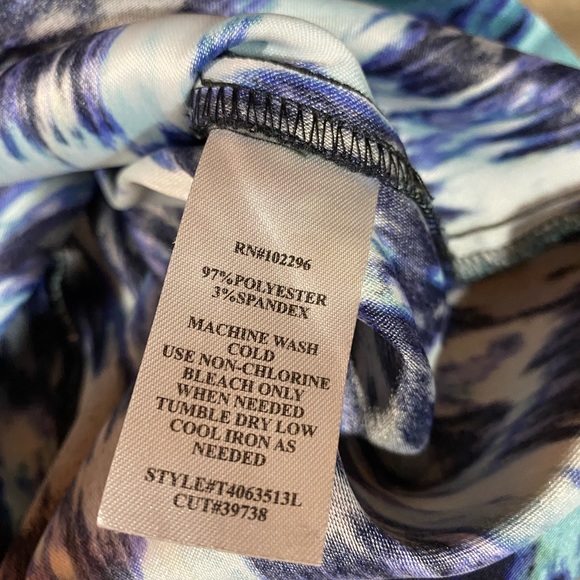 RN#102296
97%POLYESTER
3%SPANDEX
MACHINE WASH
COLD
USE NON-CHLORINE
BLEACH ONLY
WHEN NEEDED
TUMBLE DRY LOW
COOL IRON AS
NEEDED
STYLE#T4063513L
CUT#39738